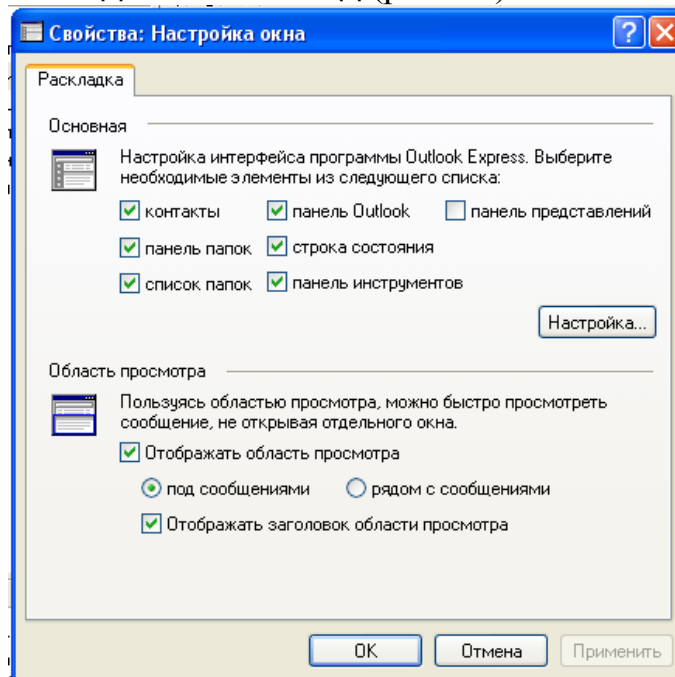 Свойства: Настройка окна
Раскладка
Основная
Настройка интерфейса программы Outlook Express. Выберите
необходимые элементы из следующего списка:
контакты панель Outlook панель представлений
панель папок строка состояния
список папок панель инструментов
Настройка...
Область просмотра
Пользуясь областью просмотра, можно быстро просмотреть
сообщение, не открывая отдельного окна.
Отображать область просмотра
под сообщениями рядом с сообщениями
Отображать заголовок области просмотра
OK Отмена Применить